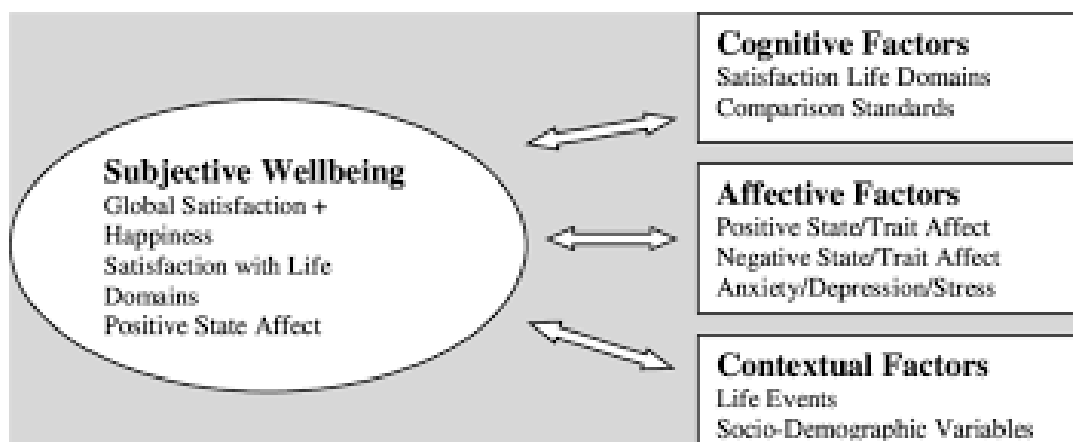 Subjective Wellbeing
Global Satisfaction +
Happiness
Satisfaction with Life
Domains
Positive State Affect
Cognitive Factors
Satisfaction Life Domains
Comparison Standards
Affective Factors
Positive State/Trait Affect
Negative State/Trait Affect
Anxiety/Depression/Stress
Contextual Factors
Life Events
Socio-Demographic Variables